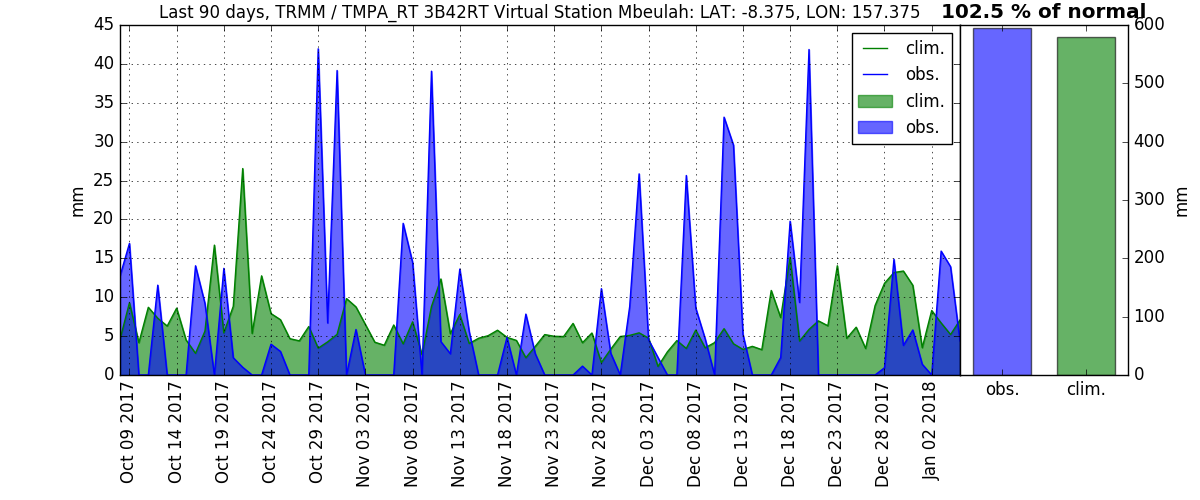 Last 90 days, TRMM / TMPA_RT 3B42RT Virtual Station Mbeulah: LAT: -8.375, LON: 157.375
102.5 % of normal
mm
45
40
35
30
25
20
15
10
5
0
clim.
obs.
clim.
obs.
600
500
400
300
200
100
0
mm
Oct 09 2017
Oct 14 2017
Oct 19 2017
Oct 24 2017
Oct 29 2017
Nov 03 2017
Nov 08 2017
Nov 13 2017
Nov 18 2017
Nov 23 2017
Nov 28 2017
Dec 03 2017
Dec 08 2017
Dec 13 2017
Dec 18 2017
Dec 23 2017
Dec 28 2017
Jan 02 2018
obs.
clim.